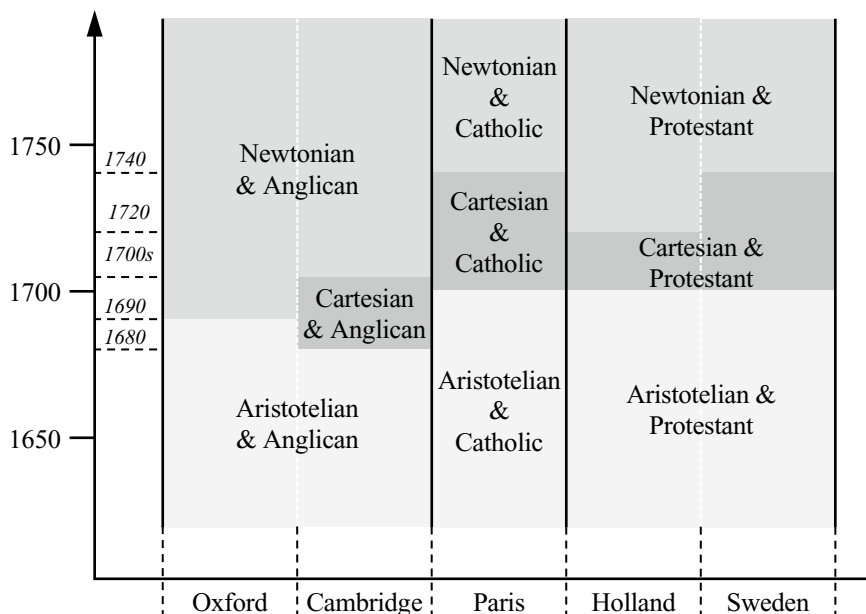 1750
1740
1720
1700s
1700
1690
1680
1650
Newtonian
& Anglican
Cartesian
& Anglican
Aristotelian
& Anglican
Newtonian
&
Catholic
Cartesian
&
Catholic
Aristotelian
&
Catholic
Newtonian &
Protestant
Cartesian &
Protestant
Aristotelian &
Protestant
Oxford
Cambridge
Paris
Holland
Sweden